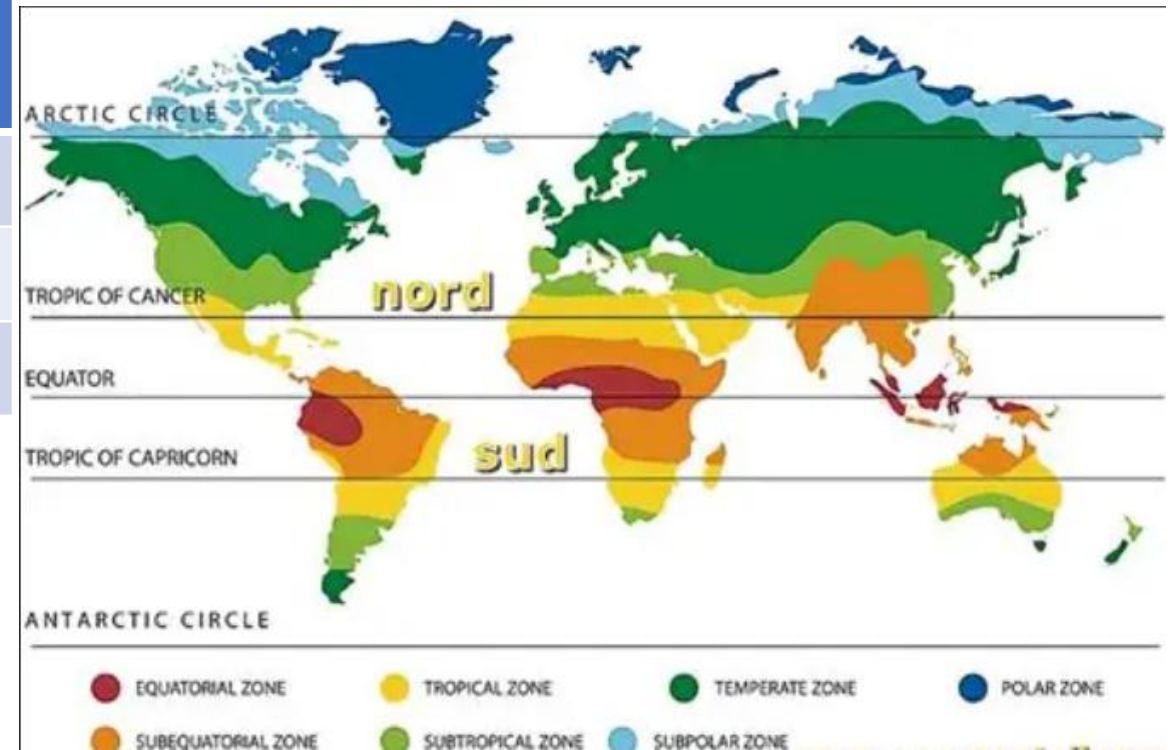 ARCTIC CIRCLE
nord
TROPIC OF CANCER
EQUATOR
sud
TROPIC OF CAPRICORN
ANTARCTIC CIRCLE
EQUATORIAL ZONE TROPICAL ZONE TEMPERATE ZONE POLAR ZONE
SUBEQUATORIAL ZONE SUBTROPICAL ZONE SUBPOLAR ZONE